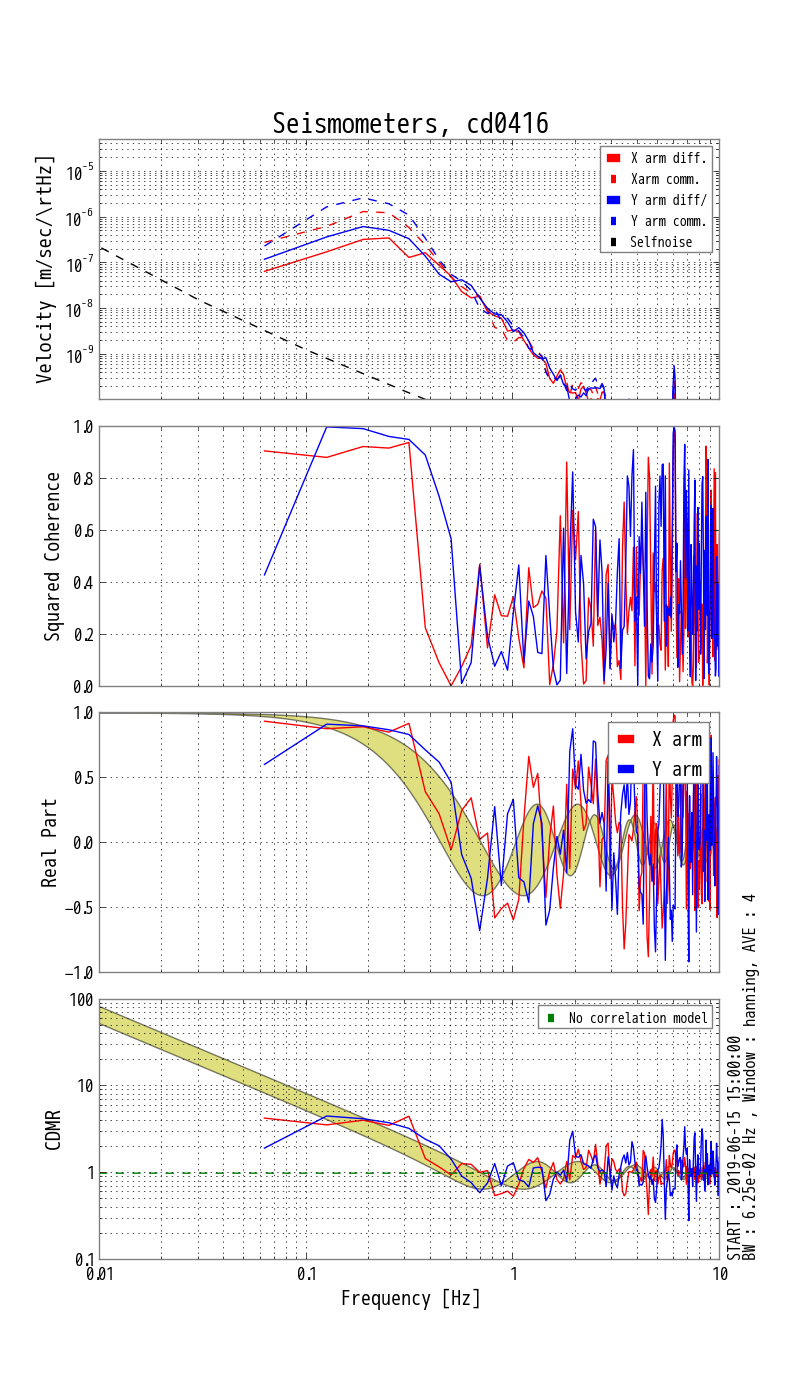 Seismometers, cd0416
Velocity [m/sec/\rtHz]
10^-5
10^-6
10^-7
10^-8
10^-9
X arm diff.
Xarm comm.
Y arm diff/
Y arm comm.
Selfnoise
Squared Coherence
1.0
0.8
0.6
0.4
0.2
0.0
Real Part
1.0
0.5
0.0
−0.5
−1.0
X arm
Y arm
CDMR
100
10
1
0.1
No correlation model
0.01
0.1
1
10
Frequency [Hz]
START : 2019-06-15 15:00:00
BW : 6.25e-02 Hz , Window : hanning, AVE : 4